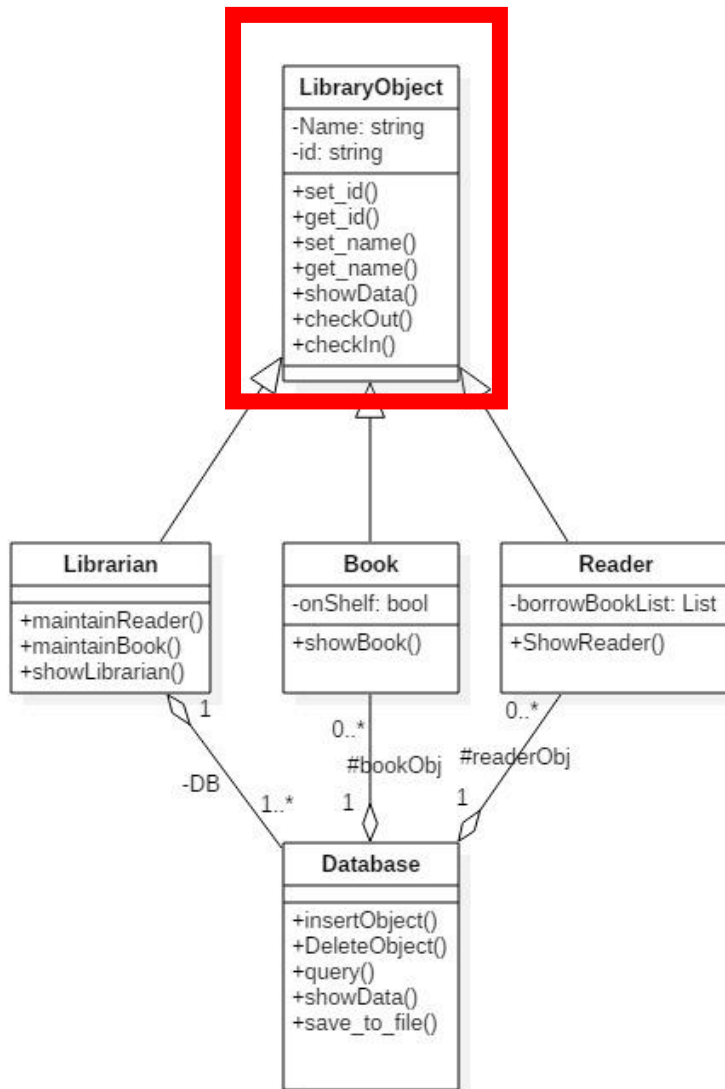 LibraryObject
-Name: string
-id: string
+set_id()
+get_id()
+set_name()
+get_name()
+showData()
+checkOut()
+checkIn()
Librarian
+maintainReader()
+maintainBook()
+showLibrarian()
Book
-onShelf: bool
+showBook()
Reader
-borrowBookList: List
+ShowReader()
1
-DB
1..*
0..*
#bookObj
1
0..*
#readerObj
1
Database
+insertObject()
+DeleteObject()
+query()
+showData()
+save_to_file()